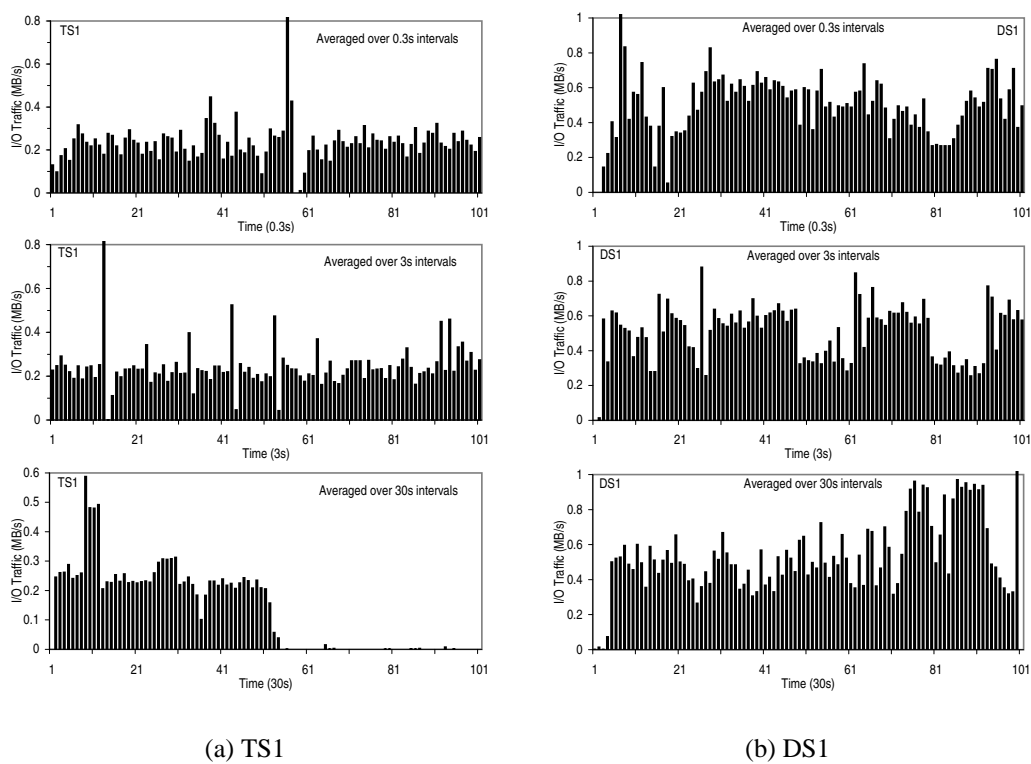 TS1
Averaged over 0.3s intervals
I/O Traffic (MB/s)
0.8
0.6
0.4
0.2
0
1 21 41 61 81 101
Time (0.3s)
TS1
Averaged over 3s intervals
I/O Traffic (MB/s)
0.8
0.6
0.4
0.2
0
1 21 41 61 81 101
Time (3s)
TS1
Averaged over 30s intervals
I/O Traffic (MB/s)
0.6
0.5
0.4
0.3
0.2
0.1
0
1 21 41 61 81 101
Time (30s)
(a) TS1
Averaged over 0.3s intervals
DS1
I/O Traffic (MB/s)
1
0.8
0.6
0.4
0.2
0
1 21 41 61 81 101
Time (0.3s)
DS1
Averaged over 3s intervals
I/O Traffic (MB/s)
1
0.8
0.6
0.4
0.2
0
1 21 41 61 81 101
Time (3s)
DS1
Averaged over 30s intervals
I/O Traffic (MB/s)
1
0.8
0.6
0.4
0.2
0
1 21 41 61 81 101
Time (30s)
(b) DS1